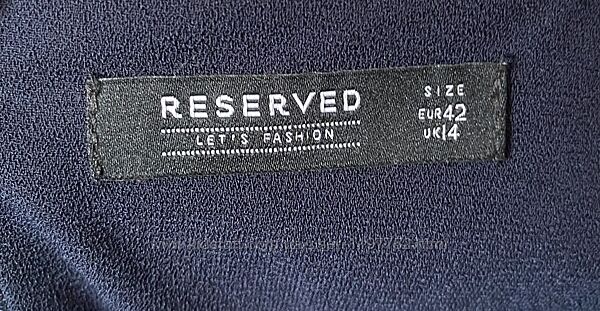 RESERVED
LET'S FASHION
SIZE
EUR 42
UK 14